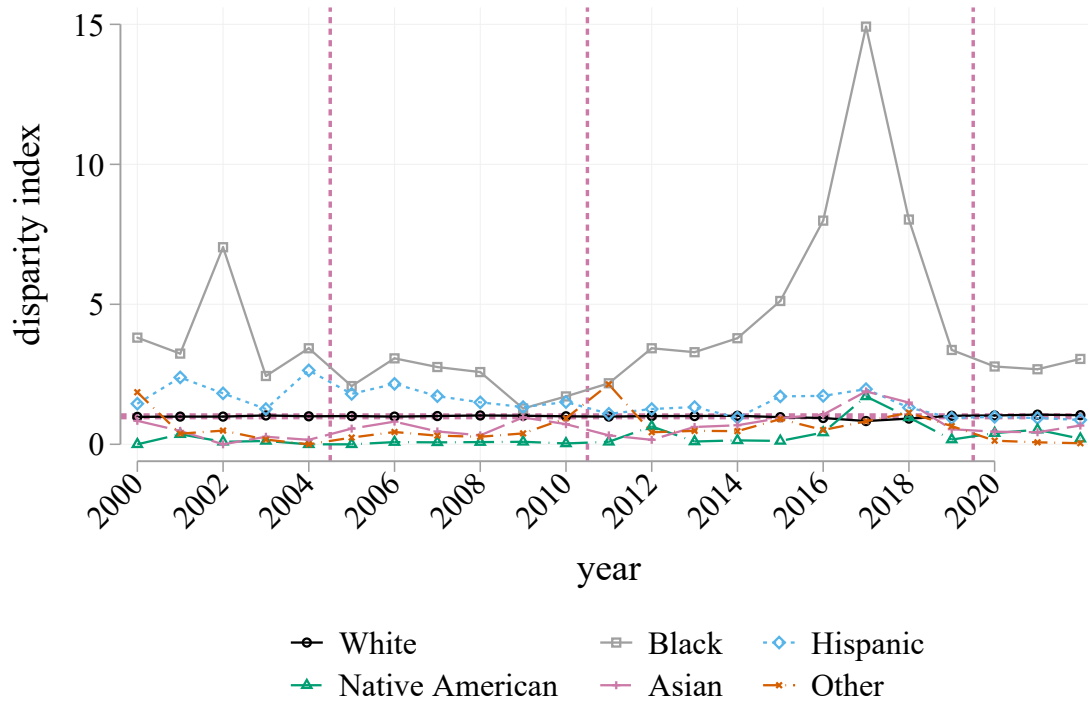 15
10
5
0
disparity index
2000 2002 2004 2006 2008 2010 2012 2014 2016 2018 2020
year
White Black Hispanic
Native American Asian Other